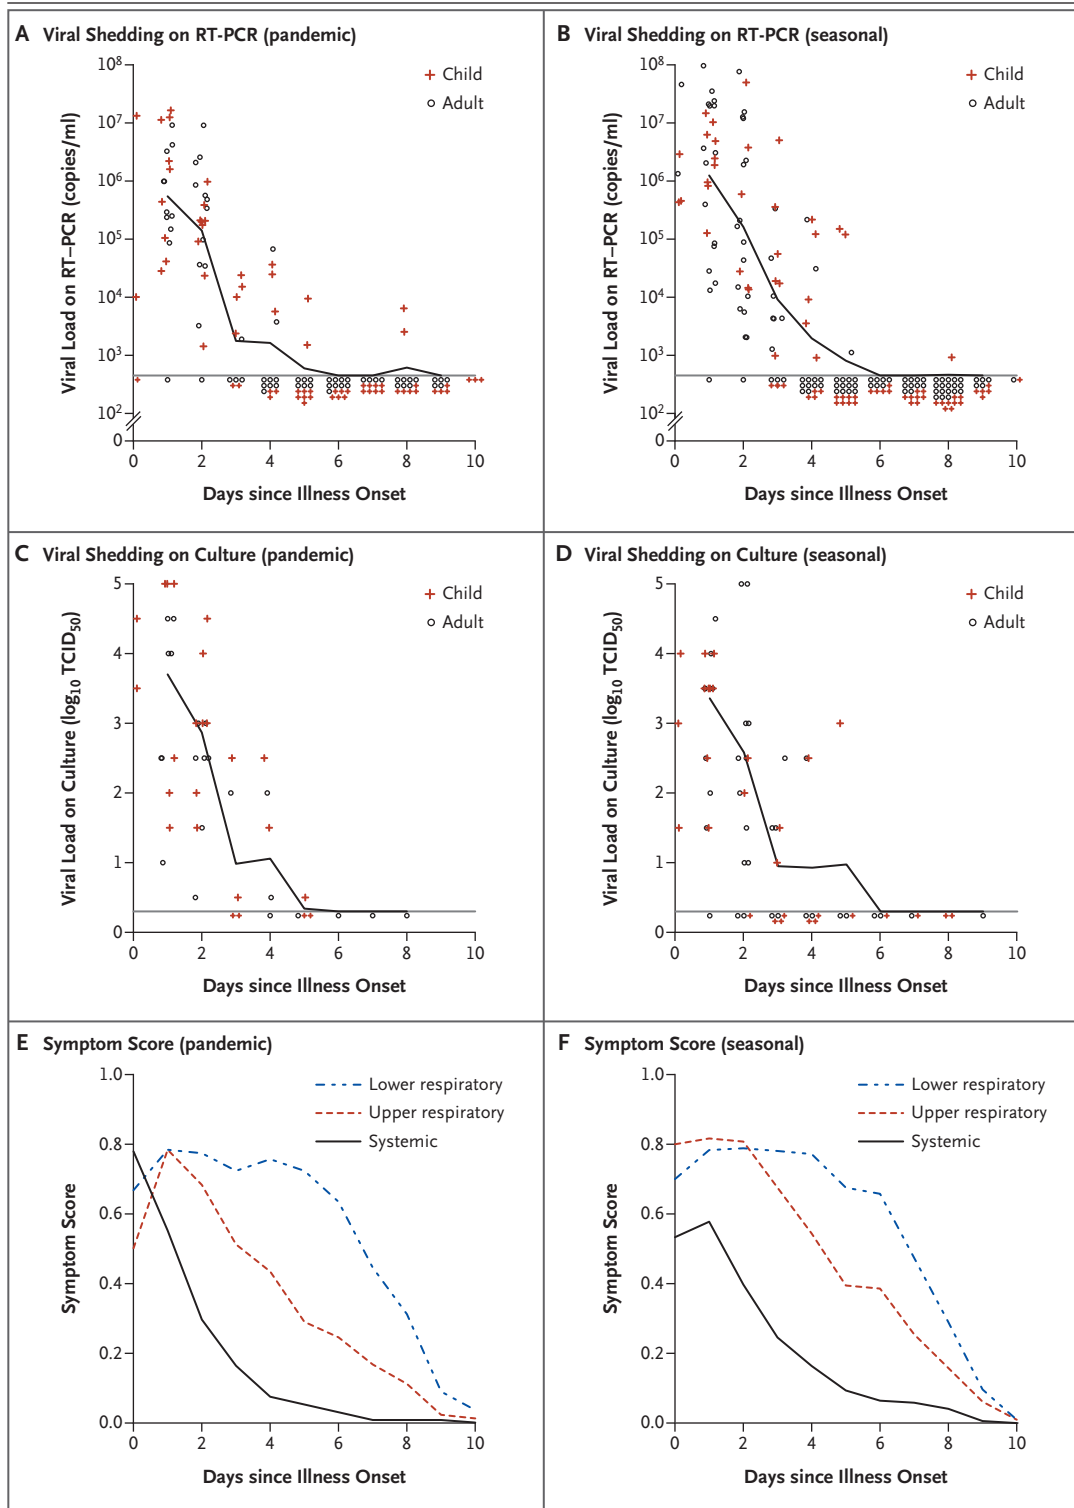 A Viral Shedding on RT-PCR (pandemic)
Viral Load on RT–PCR (copies/ml)
10⁸
10⁷
10⁶
10⁵
10⁴
10³
10²
0
Child
Adult
0 2 4 6 8 10
Days since Illness Onset
B Viral Shedding on RT-PCR (seasonal)
Viral Load on RT–PCR (copies/ml)
10⁸
10⁷
10⁶
10⁵
10⁴
10³
10²
0
Child
Adult
0 2 4 6 8 10
Days since Illness Onset
C Viral Shedding on Culture (pandemic)
Viral Load on Culture (log₁₀ TCID₅₀)
5
4
3
2
1
0
Child
Adult
0 2 4 6 8 10
Days since Illness Onset
D Viral Shedding on Culture (seasonal)
Viral Load on Culture (log₁₀ TCID₅₀)
5
4
3
2
1
0
Child
Adult
0 2 4 6 8 10
Days since Illness Onset
E Symptom Score (pandemic)
Symptom Score
1.0
0.8
0.6
0.4
0.2
0.0
Lower respiratory
Upper respiratory
Systemic
0 2 4 6 8 10
Days since Illness Onset
F Symptom Score (seasonal)
Symptom Score
1.0
0.8
0.6
0.4
0.2
0.0
Lower respiratory
Upper respiratory
Systemic
0 2 4 6 8 10
Days since Illness Onset